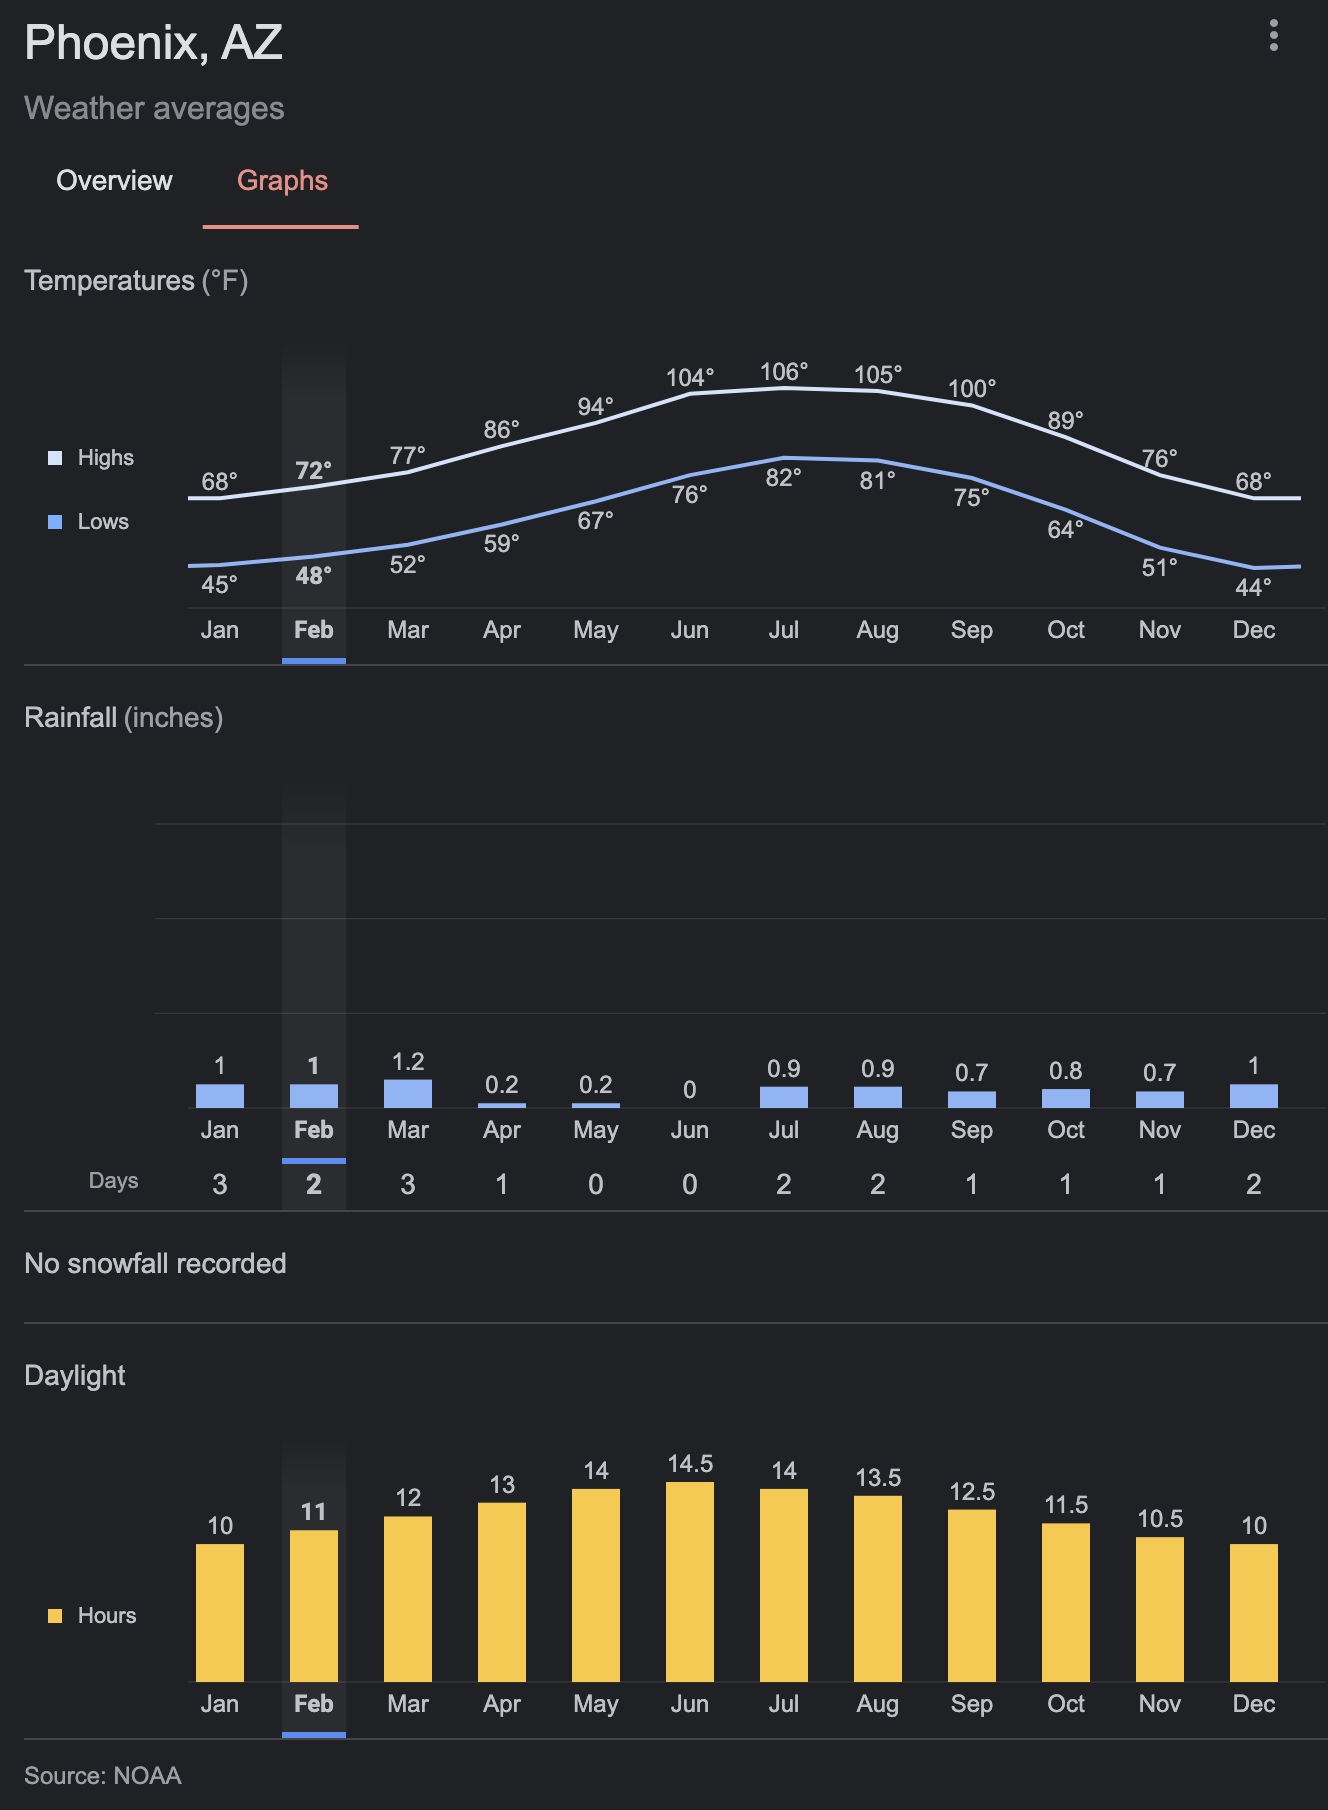 Phoenix, AZ
Weather averages
Overview Graphs
Temperatures (°F)
Highs
Lows
68° 72° 77° 86° 94° 104° 106° 105° 100° 89° 76° 68°
45° 48° 52° 59° 67° 76° 82° 81° 75° 64° 51° 44°
Jan Feb Mar Apr May Jun Jul Aug Sep Oct Nov Dec
Rainfall (inches)
1 1 1.2 0.2 0.2 0 0.9 0.9 0.7 0.8 0.7 1
Jan Feb Mar Apr May Jun Jul Aug Sep Oct Nov Dec
Days 3 2 3 1 0 0 2 2 1 1 1 2
No snowfall recorded
Daylight
10 11 12 13 14 14.5 14 13.5 12.5 11.5 10.5 10
Hours
Jan Feb Mar Apr May Jun Jul Aug Sep Oct Nov Dec
Source: NOAA